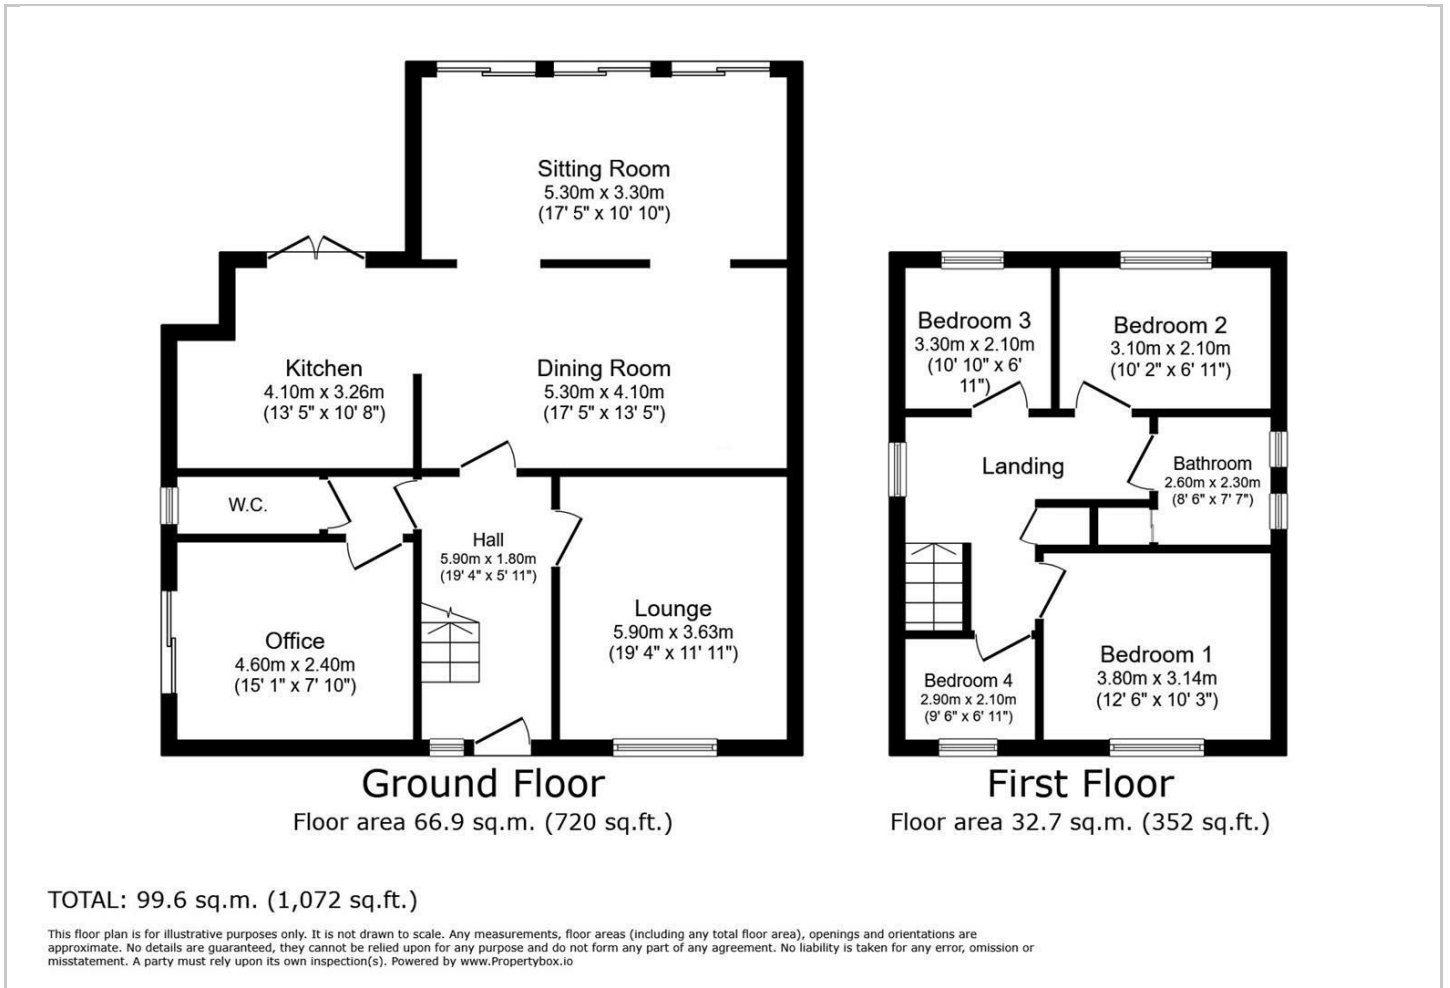 Sitting Room
5.30m x 3.30m
(17' 5" x 10' 10")
Kitchen
4.10m x 3.26m
(13' 5" x 10' 8")
Dining Room
5.30m x 4.10m
(17' 5" x 13' 5")
W.C.
Hall
5.90m x 1.80m
(19' 4" x 5' 11")
Office
4.60m x 2.40m
(15' 1" x 7' 10")
Lounge
5.90m x 3.63m
(19' 4" x 11' 11")
Ground Floor
Floor area 66.9 sq.m. (720 sq.ft.)
Bedroom 3
3.30m x 2.10m
(10' 10" x 6'
11")
Bedroom 2
3.10m x 2.10m
(10' 2" x 6' 11")
Landing
Bathroom
2.60m x 2.30m
(8' 6" x 7' 7")
Bedroom 1
3.80m x 3.14m
(12' 6" x 10' 3")
Bedroom 4
2.90m x 2.10m
(9' 6" x 6' 11")
First Floor
Floor area 32.7 sq.m. (352 sq.ft.)
TOTAL: 99.6 sq.m. (1,072 sq.ft.)
This floor plan is for illustrative purposes only. It is not drawn to scale. Any measurements, floor areas (including any total floor area), openings and orientations are
approximate. No details are guaranteed, they cannot be relied upon for any purpose and do not form any part of any agreement. No liability is taken for any error, omission or
misstatement. A party must rely upon its own inspection(s). Powered by www.Propertybox.io